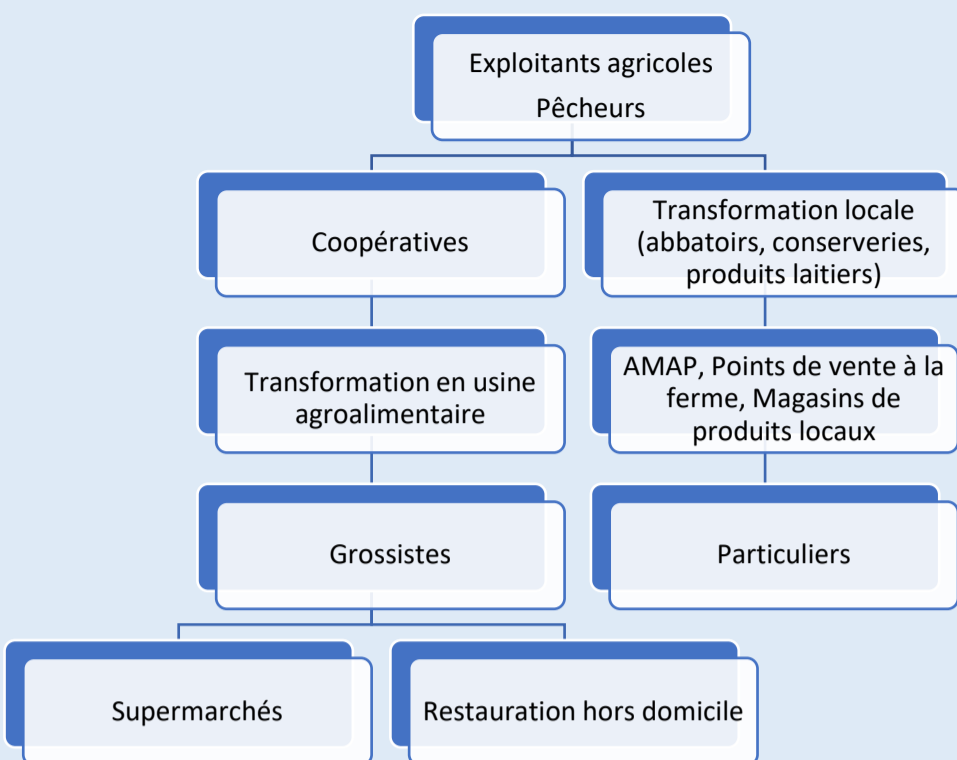 Exploitants agricoles
Pêcheurs
Coopératives
Transformation locale
(abbatoirs, conserveries,
produits laitiers)
Transformation en usine
agroalimentaire
AMAP, Points de vente à la
ferme, Magasins de
produits locaux
Grossistes
Particuliers
Supermarchés
Restauration hors domicile